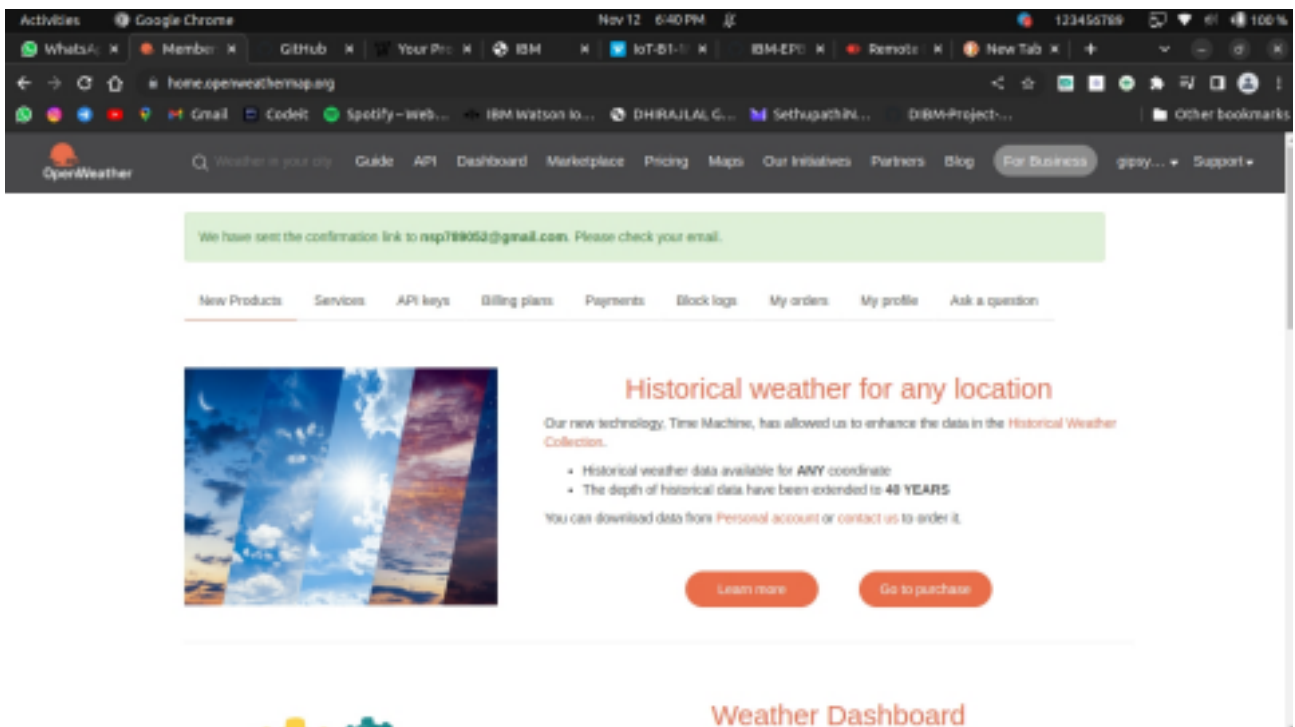 Activities Google Chrome Nov 12 6:40 PM 123456789 100 %
WhatsA Member GitHub Your Pro IBM IoT-B1-1 IBM-EPB Remote New Tab
home.openweathermap.org
Gmail CodeIt Spotify – Web... IBM Watson Io... DHIRAJLAL G... SethupathiN... DIBM-Project-... Other bookmarks
OpenWeather Weather in your city Guide API Dashboard Marketplace Pricing Maps Our Initiatives Partners Blog For Business gipsy... Support
We have sent the confirmation link to nsp789052@gmail.com. Please check your email.
New Products Services API keys Billing plans Payments Block logs My orders My profile Ask a question
Historical weather for any location
Our new technology, Time Machine, has allowed us to enhance the data in the Historical Weather
Collection.
• Historical weather data available for ANY coordinate
• The depth of historical data have been extended to 40 YEARS
You can download data from Personal account or contact us to order it.
Learn more Go to purchase
Weather Dashboard